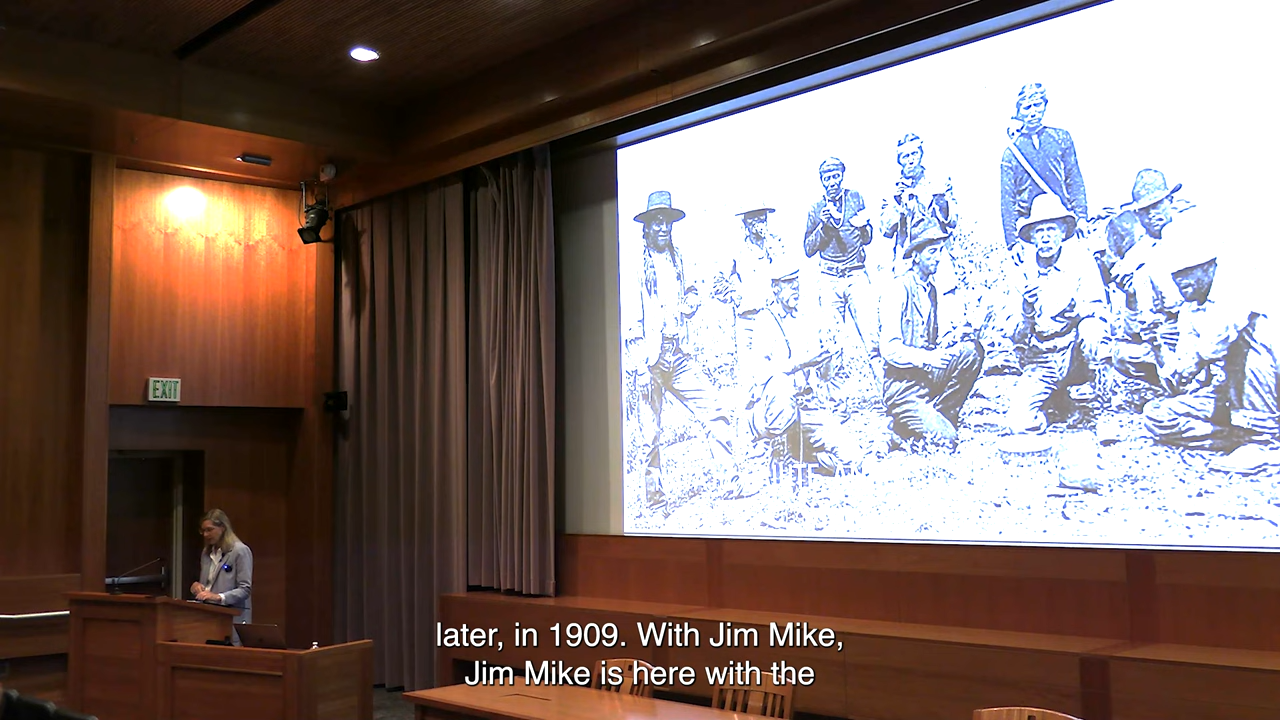 EXIT
later, in 1909. With Jim Mike,
Jim Mike is here with the